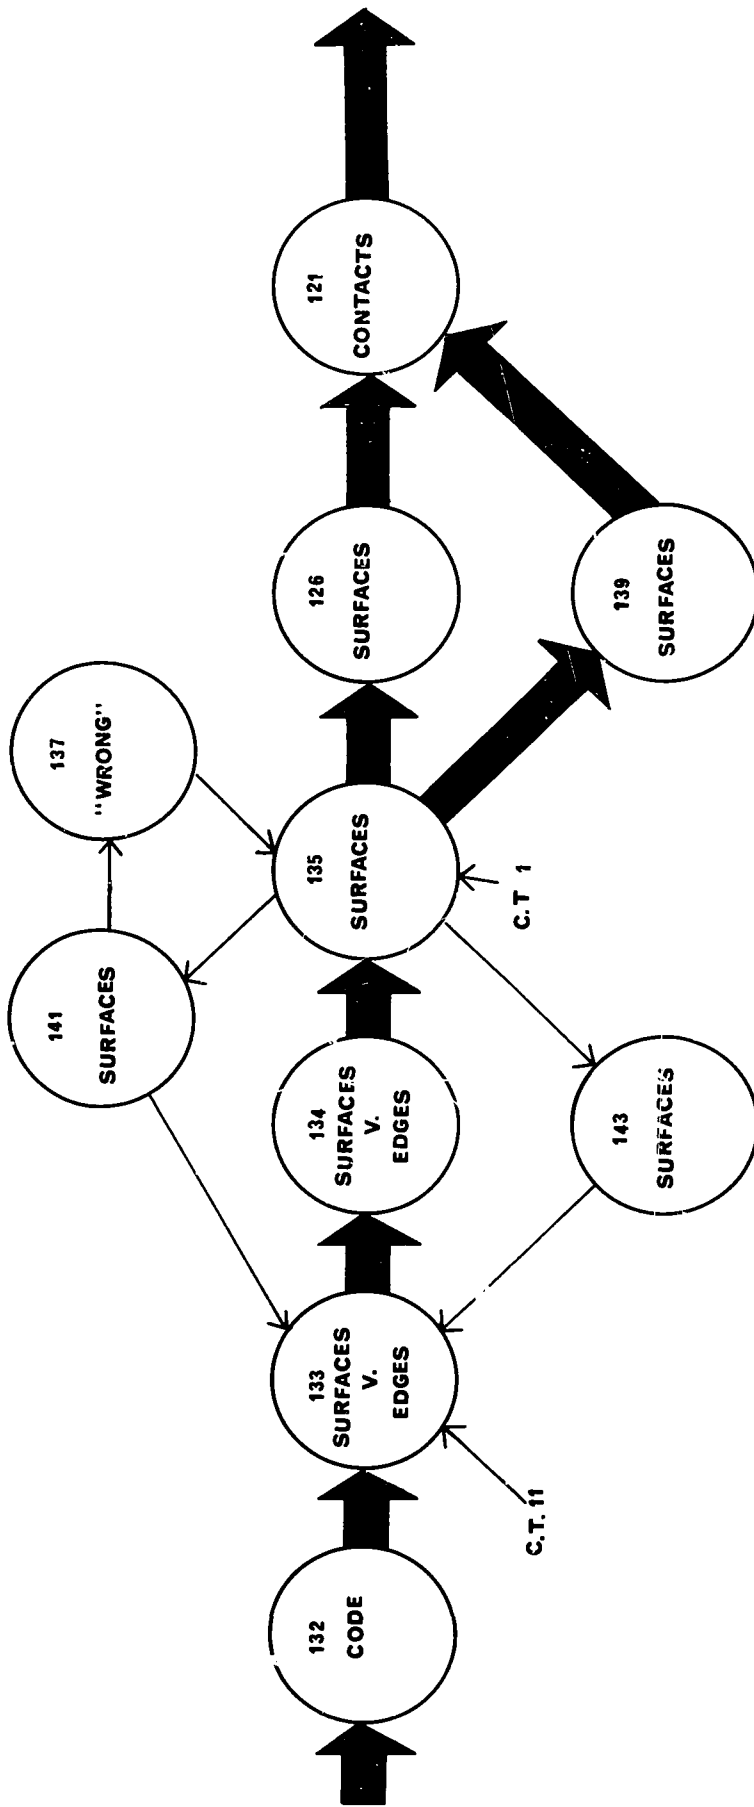 137
"WRONG"
141
SURFACES
132
CODE
133
SURFACES
V.
EDGES
134
SURFACES
V.
EDGES
135
SURFACES
126
SURFACES
121
CONTACTS
C.T. 11
C.T 1
143
SURFACES
139
SURFACES